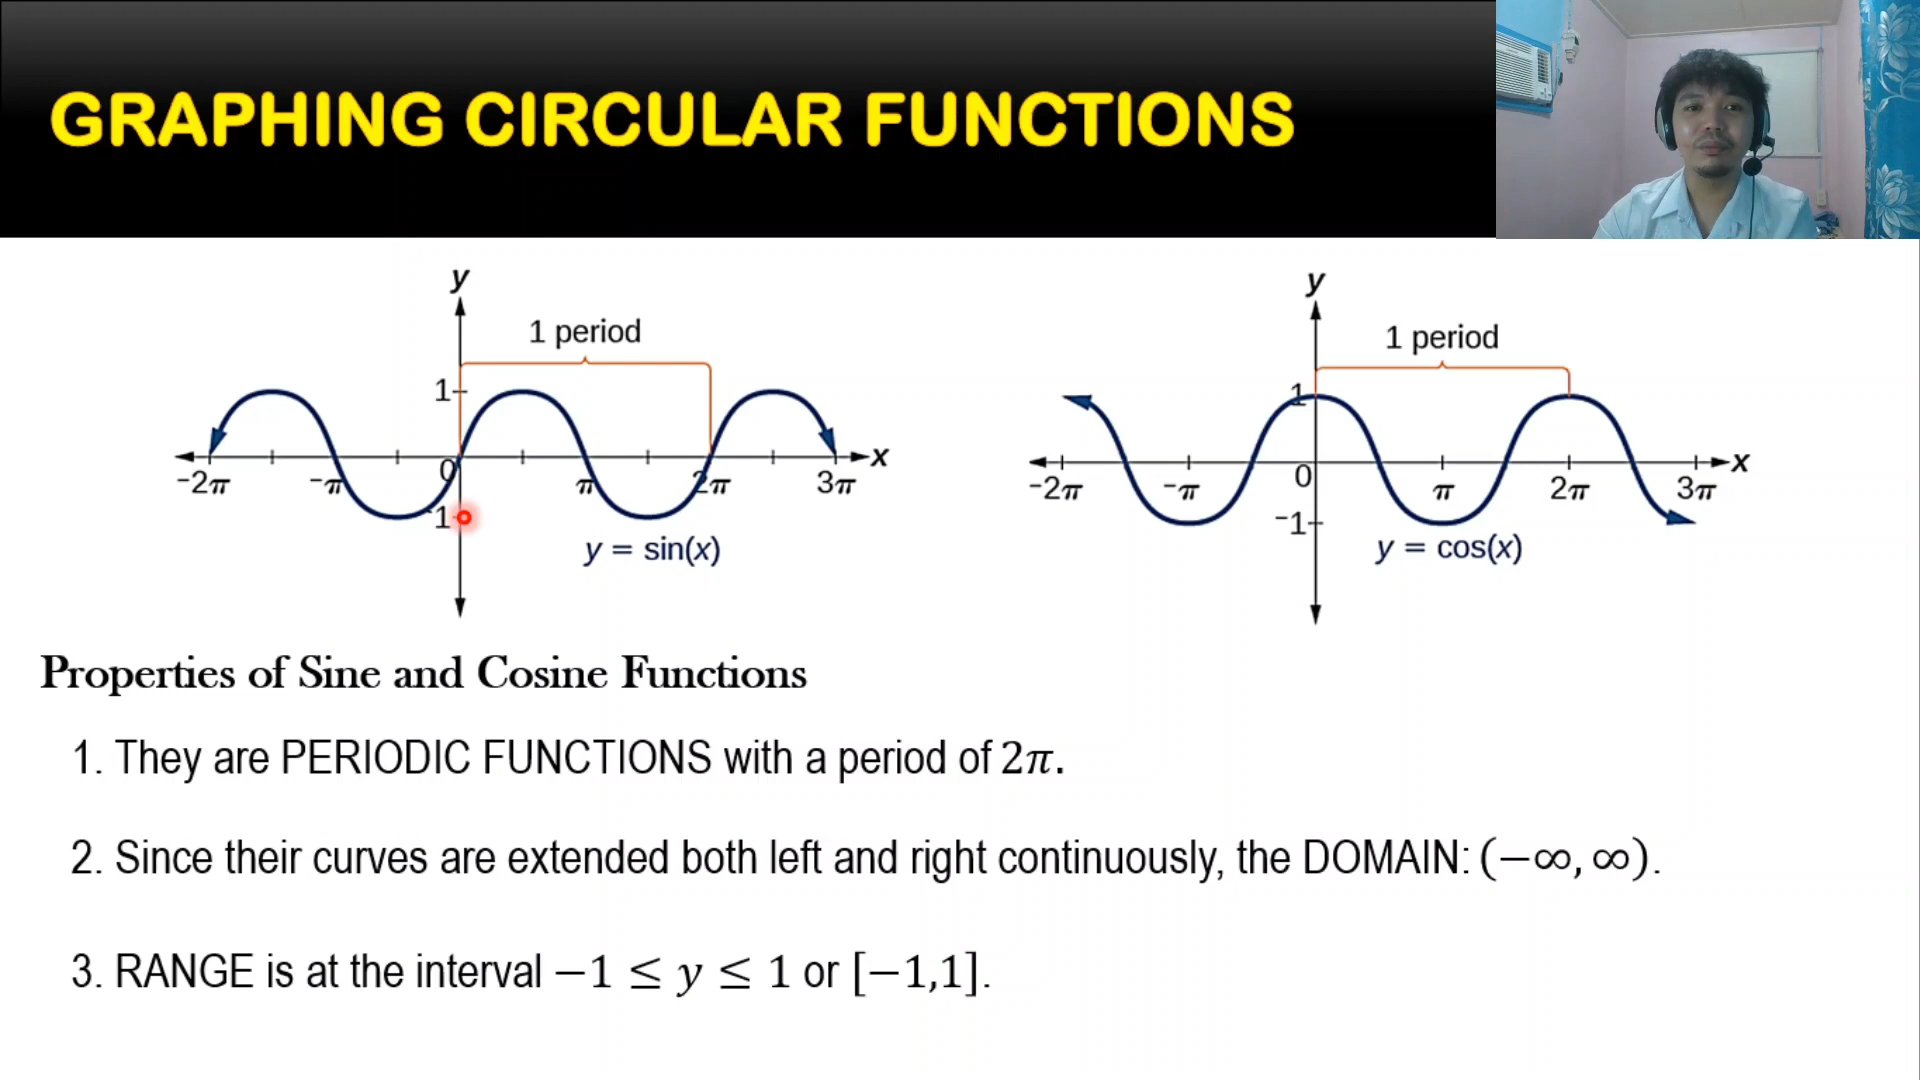 GRAPHING CIRCULAR FUNCTIONS
y
1 period
1
0
x
-2π
-π
π
2π
3π
-1
y = sin(x)
y
1 period
1
0
x
-2π
-π
π
2π
3π
-1
y = cos(x)
Properties of Sine and Cosine Functions
1. They are PERIODIC FUNCTIONS with a period of 2π.
2. Since their curves are extended both left and right continuously, the DOMAIN: (−∞, ∞).
3. RANGE is at the interval −1 ≤ y ≤ 1 or [−1,1].